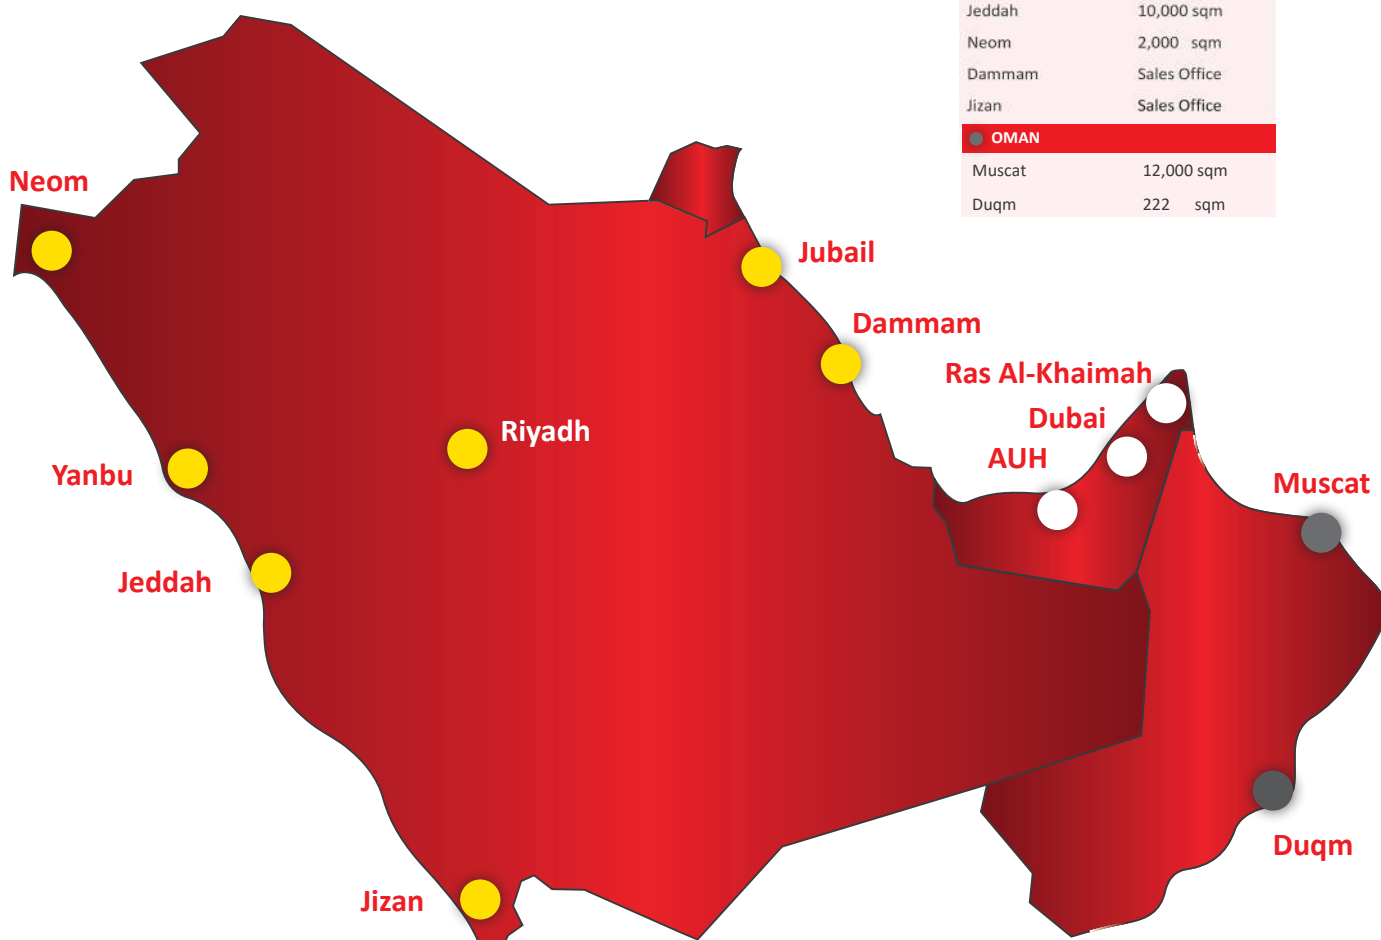 Jeddah 10,000 sqm
Neom 2,000 sqm
Dammam Sales Office
Jizan Sales Office
OMAN
Muscat 12,000 sqm
Duqm 222 sqm
Neom
Jubail
Dammam
Ras Al-Khaimah
Dubai
Riyadh
AUH
Yanbu
Muscat
Jeddah
Duqm
Jizan